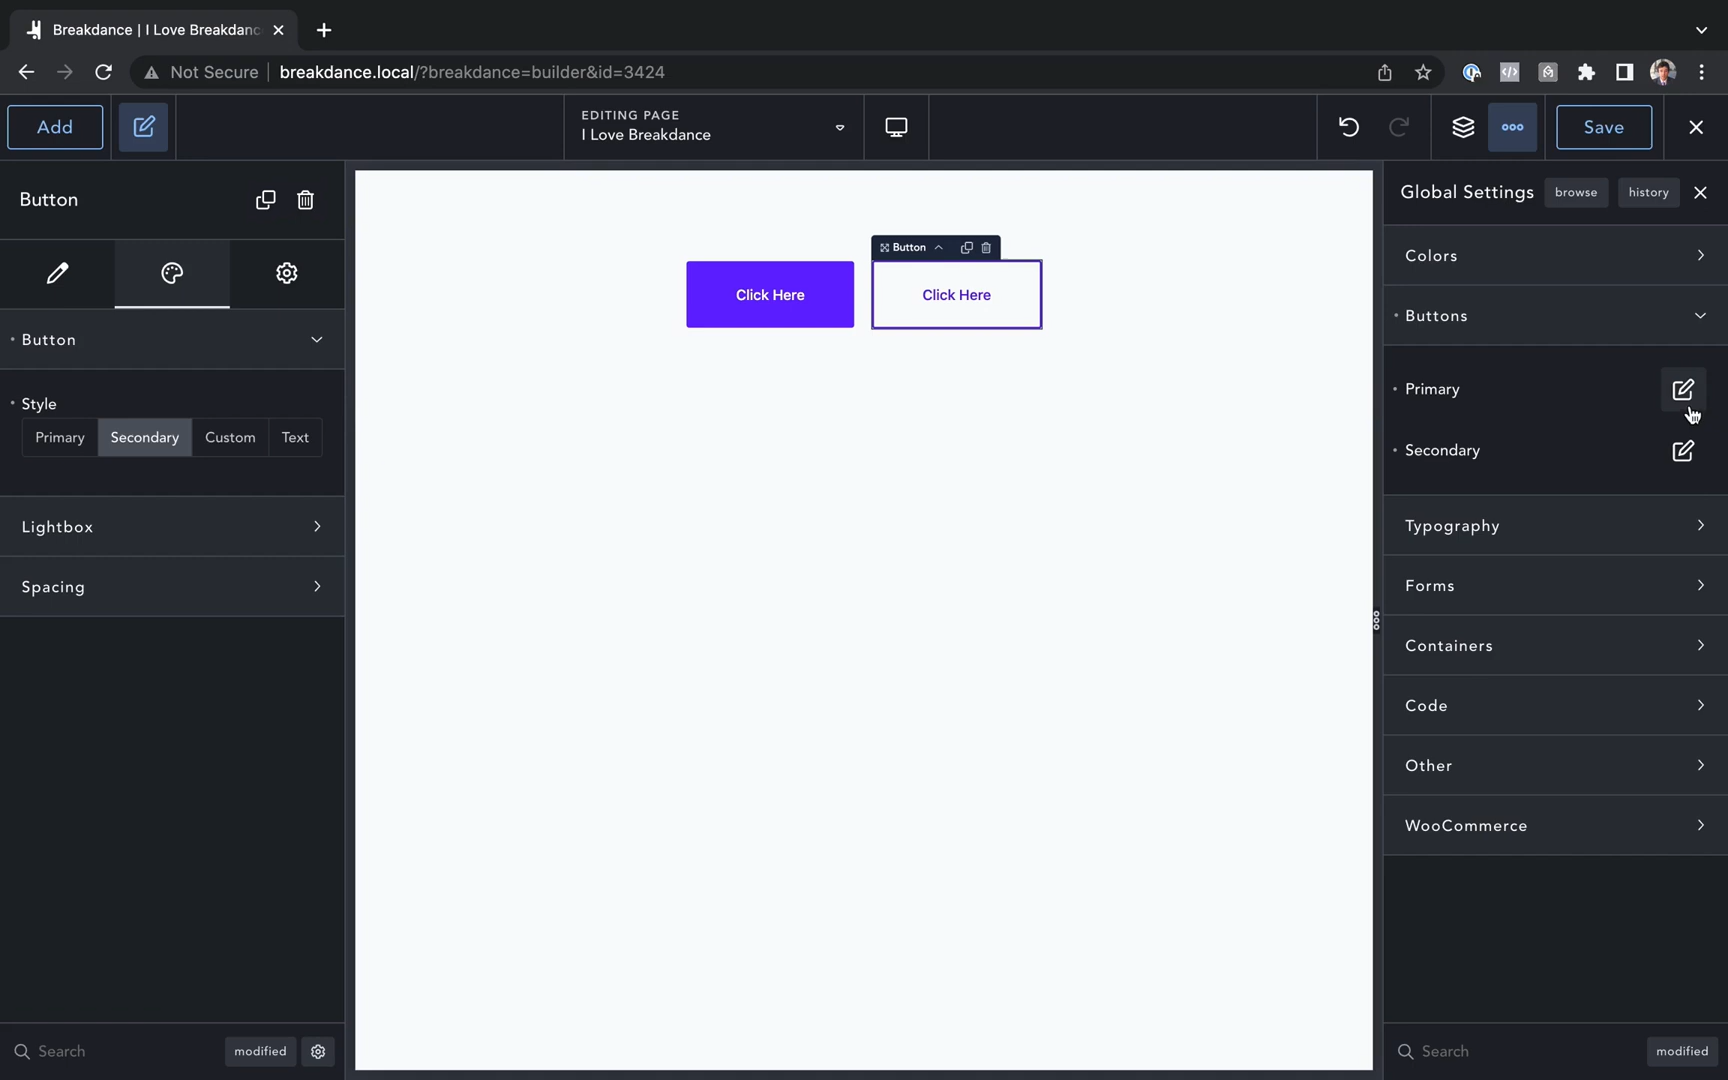 Breakdance | I Love Breakdanc
Not Secure
breakdance.local/?breakdance=builder&id=3424
Add
EDITING PAGE
I Love Breakdance
Save
Button
Button
Style
Primary
Secondary
Custom
Text
Lightbox
Spacing
Search
modified
Click Here
Button
Click Here
Global Settings
browse
history
Colors
Buttons
Primary
Secondary
Typography
Forms
Containers
Code
Other
WooCommerce
Search
modified